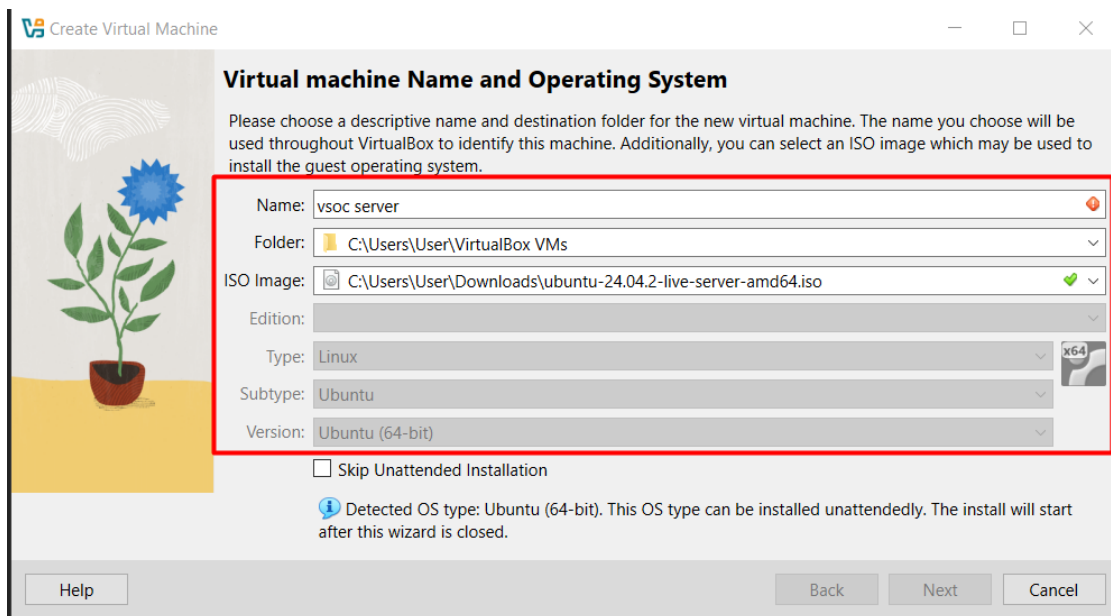 Create Virtual Machine
Virtual machine Name and Operating System
Please choose a descriptive name and destination folder for the new virtual machine. The name you choose will be
used throughout VirtualBox to identify this machine. Additionally, you can select an ISO image which may be used to
install the guest operating system.
Name: vsoc server
Folder: C:\Users\User\VirtualBox VMs
ISO Image: C:\Users\User\Downloads\ubuntu-24.04.2-live-server-amd64.iso
Edition:
Type: Linux
x64
Subtype: Ubuntu
Version: Ubuntu (64-bit)
Skip Unattended Installation
Detected OS type: Ubuntu (64-bit). This OS type can be installed unattendedly. The install will start
after this wizard is closed.
Help Back Next Cancel